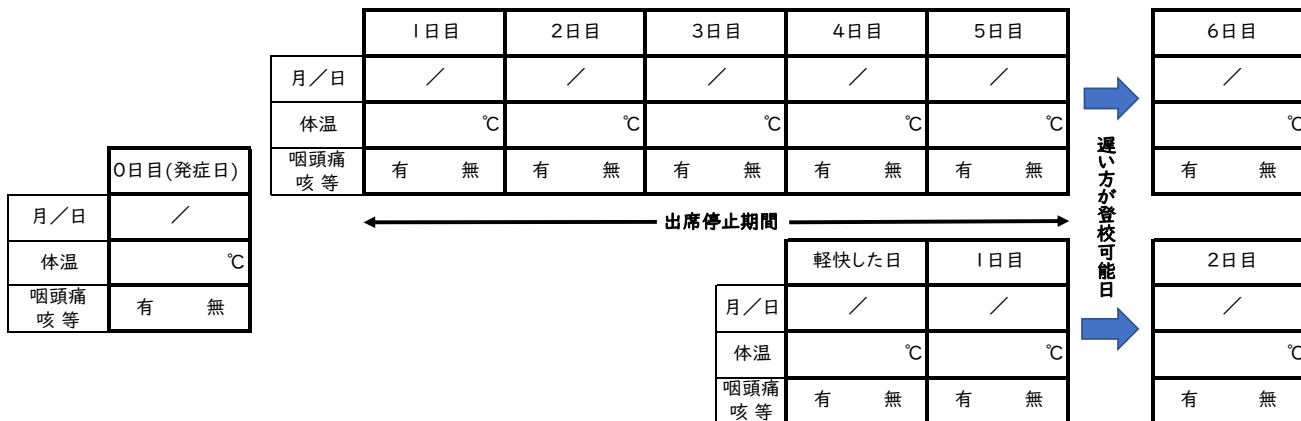 1日目 2日目 3日目 4日目 5日目 6日目
月／日 ／ ／ ／ ／ ／ ／
体温 ℃ ℃ ℃ ℃ ℃ ℃
咽頭痛
咳 等 有 無 有 無 有 無 有 無 有 無 有 無
0日目(発症日)
月／日 ／
体温 ℃
咽頭痛
咳 等 有 無
出席停止期間
遅い方が登校可能日
軽快した日 1日目 2日目
月／日 ／ ／ ／
体温 ℃ ℃ ℃
咽頭痛
咳 等 有 無 有 無 有 無